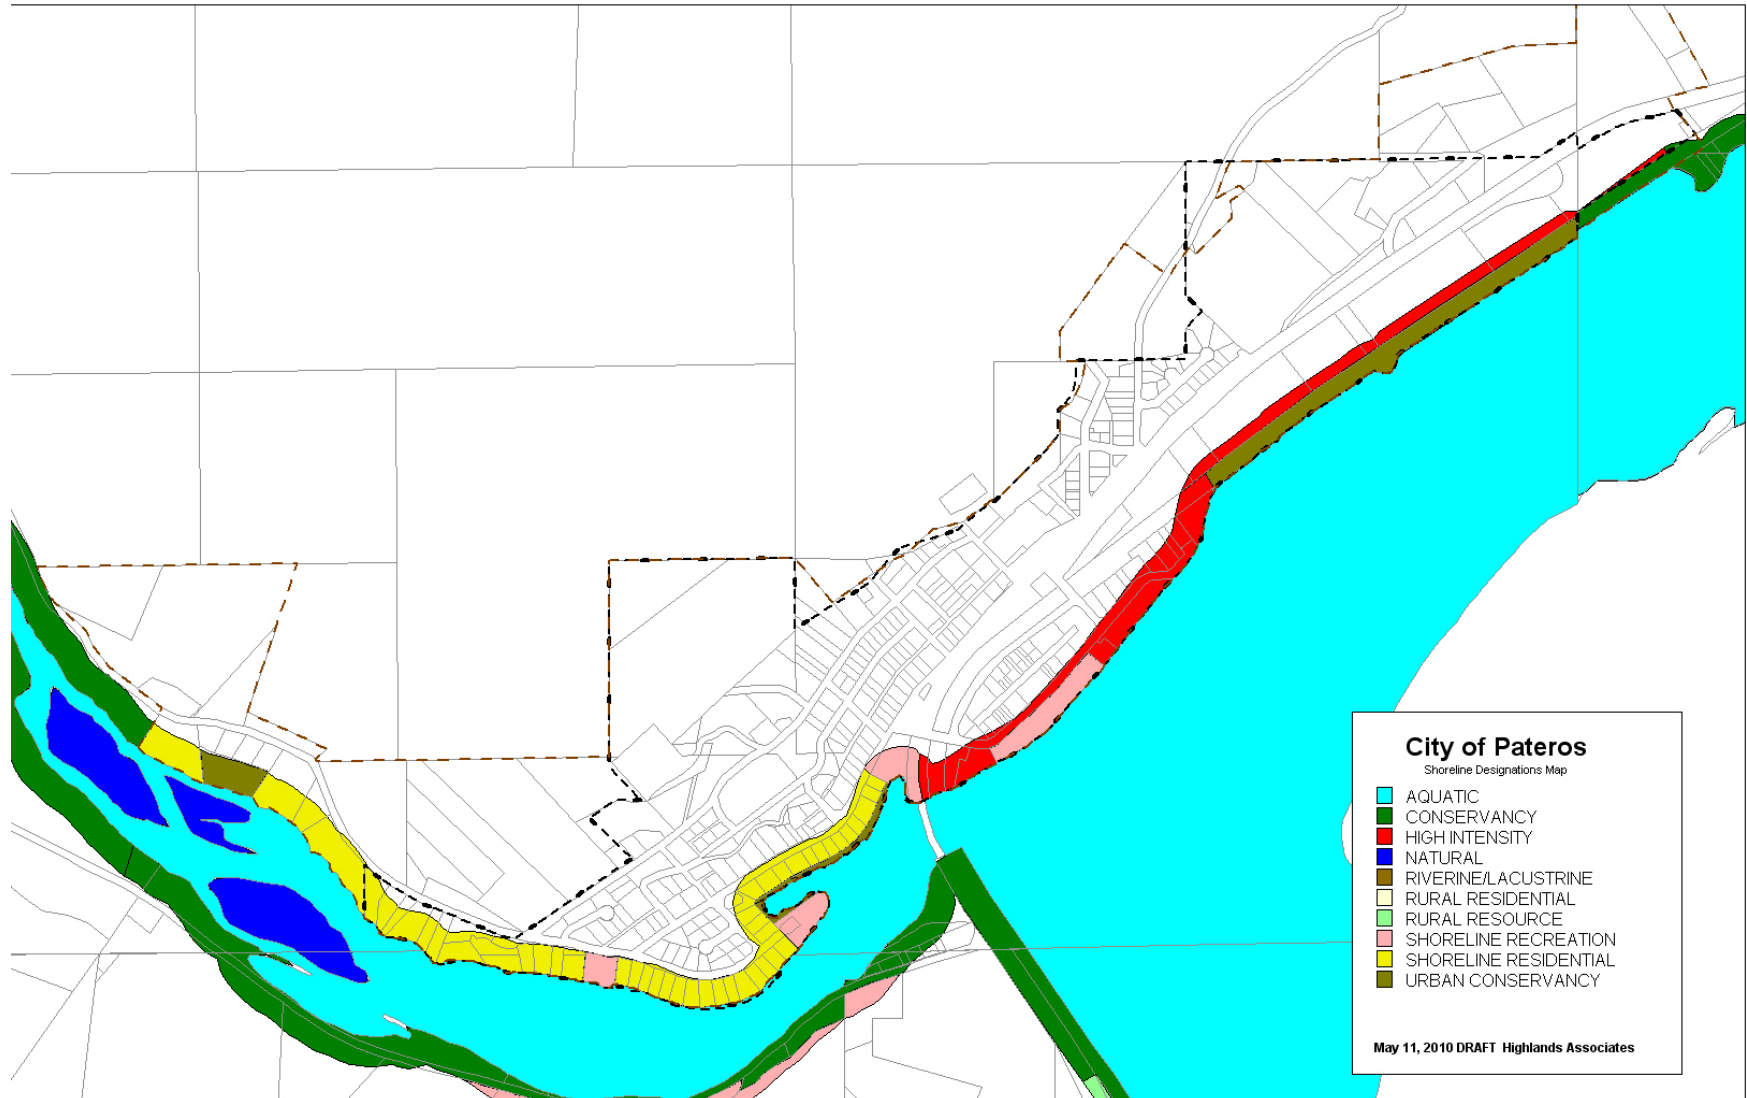 City of Pateros
Shoreline Designations Map
AQUATIC
CONSERVANCY
HIGH INTENSITY
NATURAL
RIVERINE/LACUSTRINE
RURAL RESIDENTIAL
RURAL RESOURCE
SHORELINE RECREATION
SHORELINE RESIDENTIAL
URBAN CONSERVANCY
May 11, 2010 DRAFT Highlands Associates